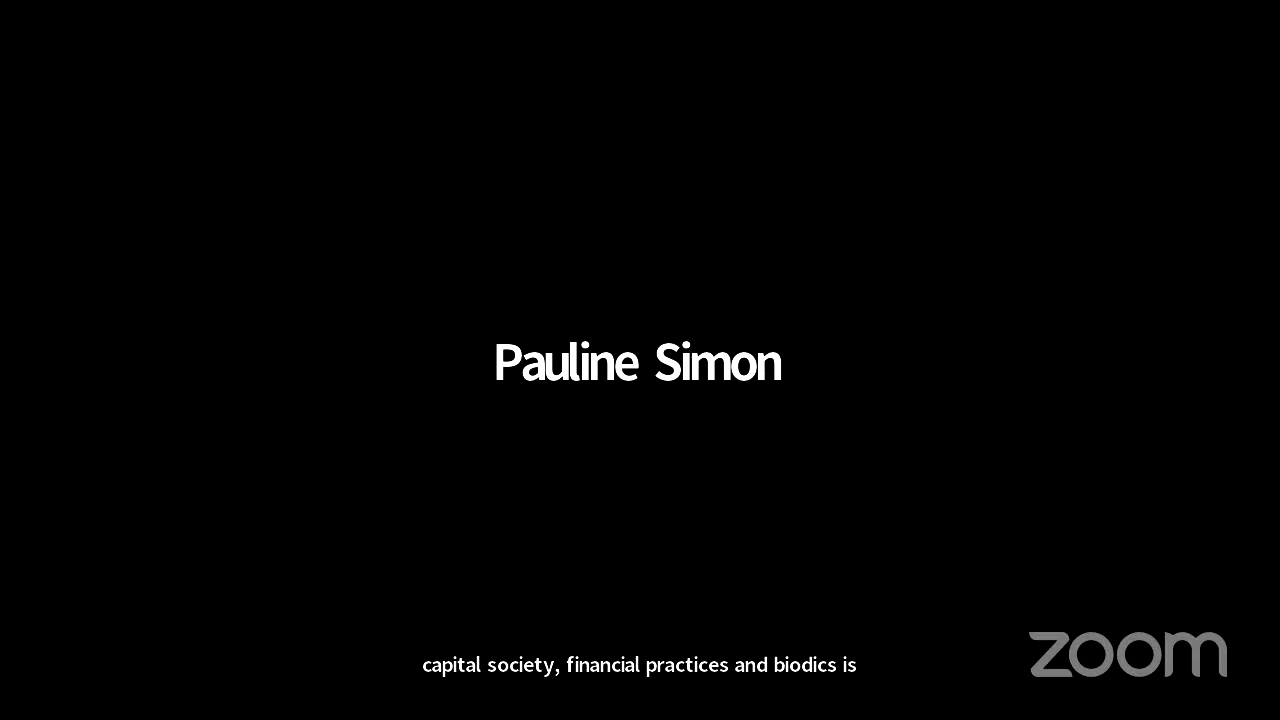 Pauline Simon
capital society, financial practices and biodics is
zoom